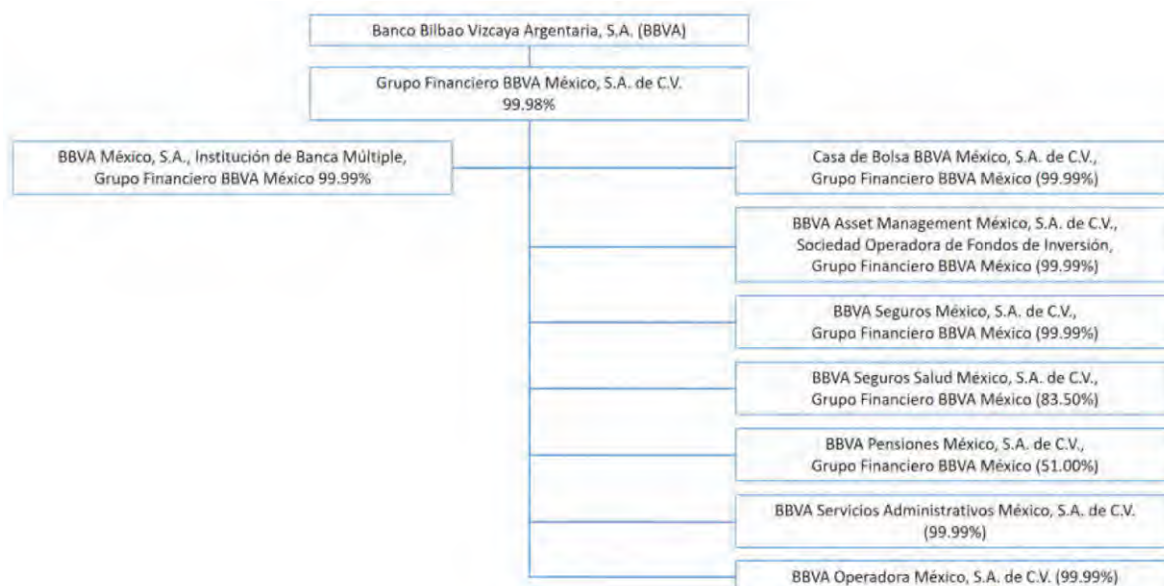 Banco Bilbao Vizcaya Argentaria, S.A. (BBVA)
Grupo Financiero BBVA México, S.A. de C.V.
99.98%
BBVA México, S.A., Institución de Banca Múltiple,
Grupo Financiero BBVA México 99.99%
Casa de Bolsa BBVA México, S.A. de C.V.,
Grupo Financiero BBVA México (99.99%)
BBVA Asset Management México, S.A. de C.V.,
Sociedad Operadora de Fondos de Inversión,
Grupo Financiero BBVA México (99.99%)
BBVA Seguros México, S.A. de C.V.,
Grupo Financiero BBVA México (99.99%)
BBVA Seguros Salud México, S.A. de C.V.,
Grupo Financiero BBVA México (83.50%)
BBVA Pensiones México, S.A. de C.V.,
Grupo Financiero BBVA México (51.00%)
BBVA Servicios Administrativos México, S.A. de C.V.
(99.99%)
BBVA Operadora México, S.A. de C.V. (99.99%)